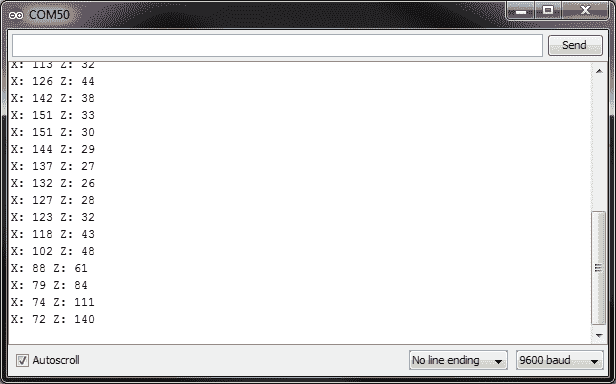 COM50
Send
X: 113 Z: 32
X: 126 Z: 44
X: 142 Z: 38
X: 151 Z: 33
X: 151 Z: 30
X: 144 Z: 29
X: 137 Z: 27
X: 132 Z: 26
X: 127 Z: 28
X: 123 Z: 32
X: 118 Z: 43
X: 102 Z: 48
X: 88 Z: 61
X: 79 Z: 84
X: 74 Z: 111
X: 72 Z: 140
Autoscroll
No line ending
9600 baud